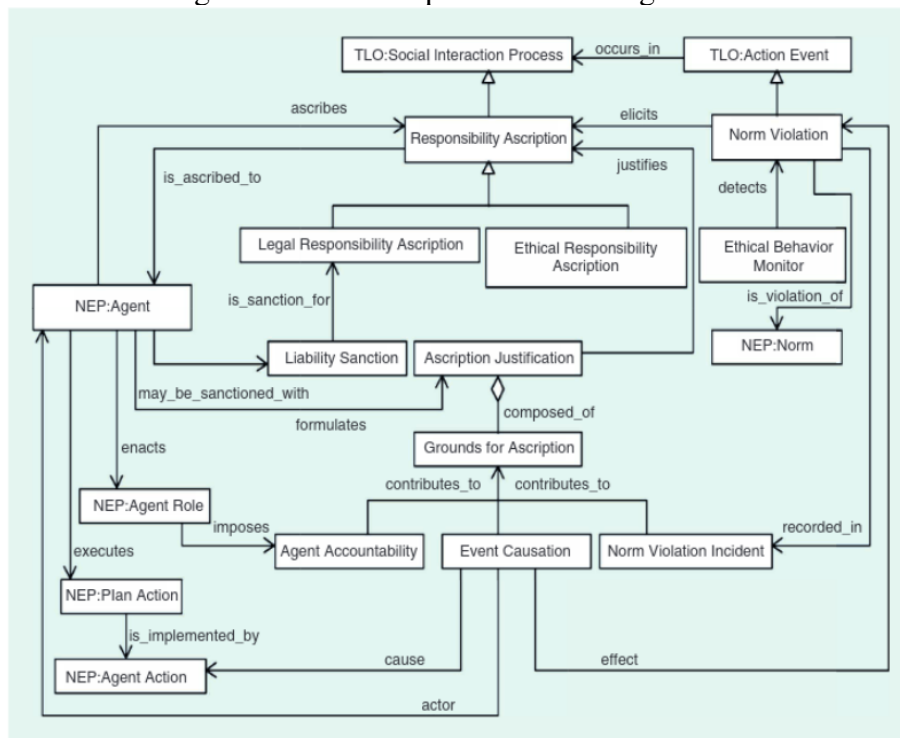 TLO:Social Interaction Process
occurs_in
TLO:Action Event
ascribes
elicits
Responsibility Ascription
Norm Violation
is_ascribed_to
justifies
detects
Legal Responsibility Ascription
Ethical Responsibility
Ascription
Ethical Behavior
Monitor
is_sanction_for
is_violation_of
NEP:Agent
NEP:Norm
Liability Sanction
Ascription Justification
may_be_sanctioned_with
composed_of
formulates
enacts
Grounds for Ascription
contributes_to
contributes_to
NEP:Agent Role
imposes
recorded_in
executes
Agent Accountability
Event Causation
Norm Violation Incident
NEP:Plan Action
is_implemented_by
cause
effect
NEP:Agent Action
actor